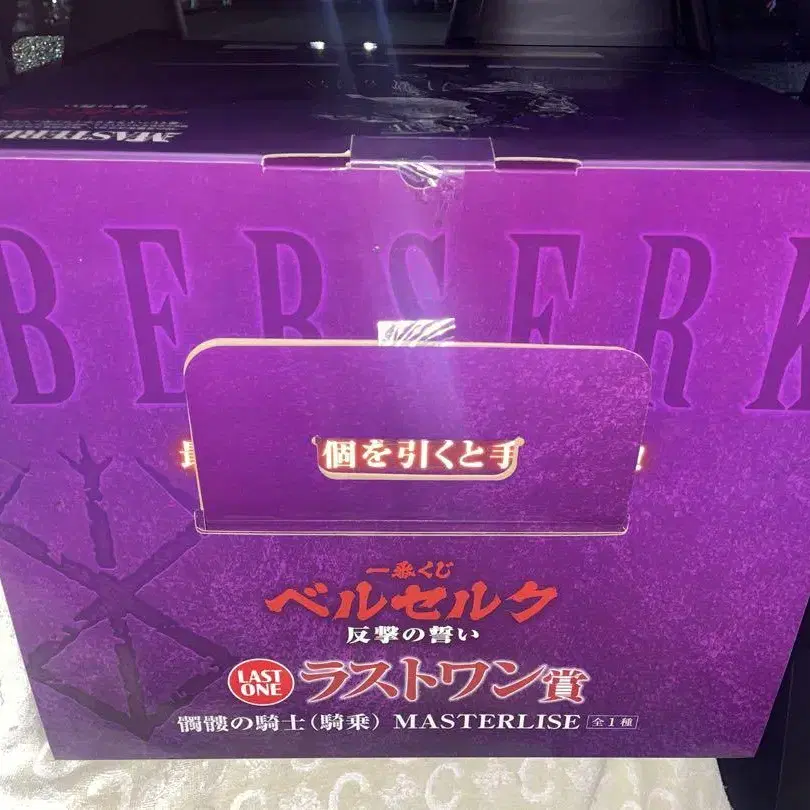 MASTERLI
BERSERK
最
個を引くと手
一番くじ
ベルセルク
反撃の誓い
LAST
ONE
ラストワン賞
髑髏の騎士(騎乗) MASTERLISE 全1種